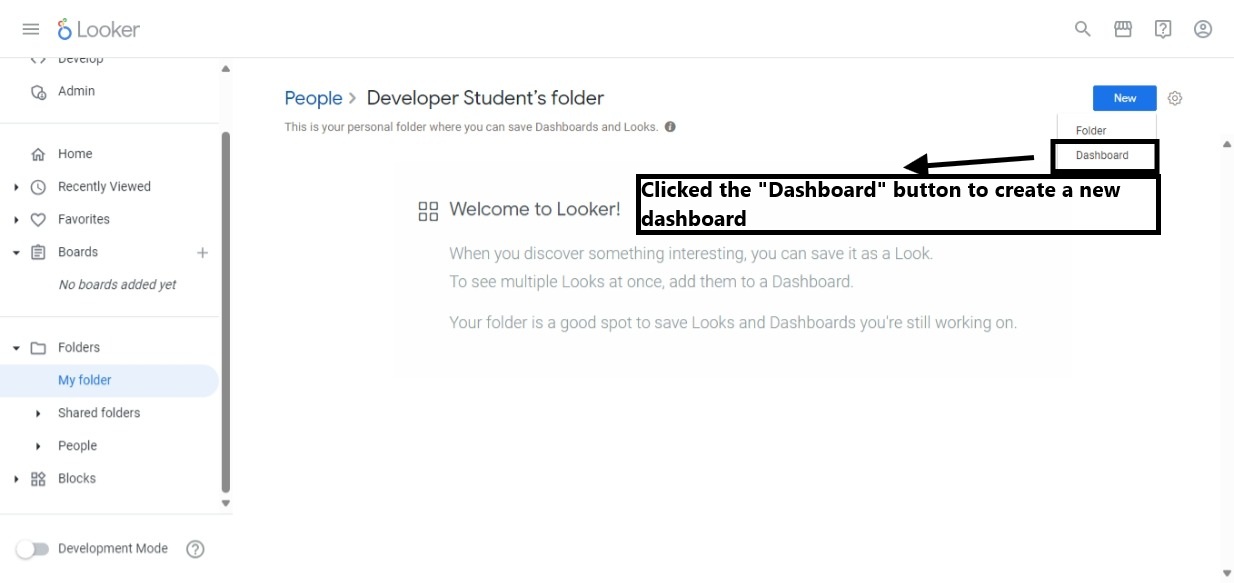 Looker
Develop
Admin
Home
Recently Viewed
Favorites
Boards
No boards added yet
Folders
My folder
Shared folders
People
Blocks
Development Mode
People > Developer Student's folder
This is your personal folder where you can save Dashboards and Looks.
New
Folder
Dashboard
Clicked the "Dashboard" button to create a new
dashboard
Welcome to Looker!
When you discover something interesting, you can save it as a Look.
To see multiple Looks at once, add them to a Dashboard.
Your folder is a good spot to save Looks and Dashboards you're still working on.